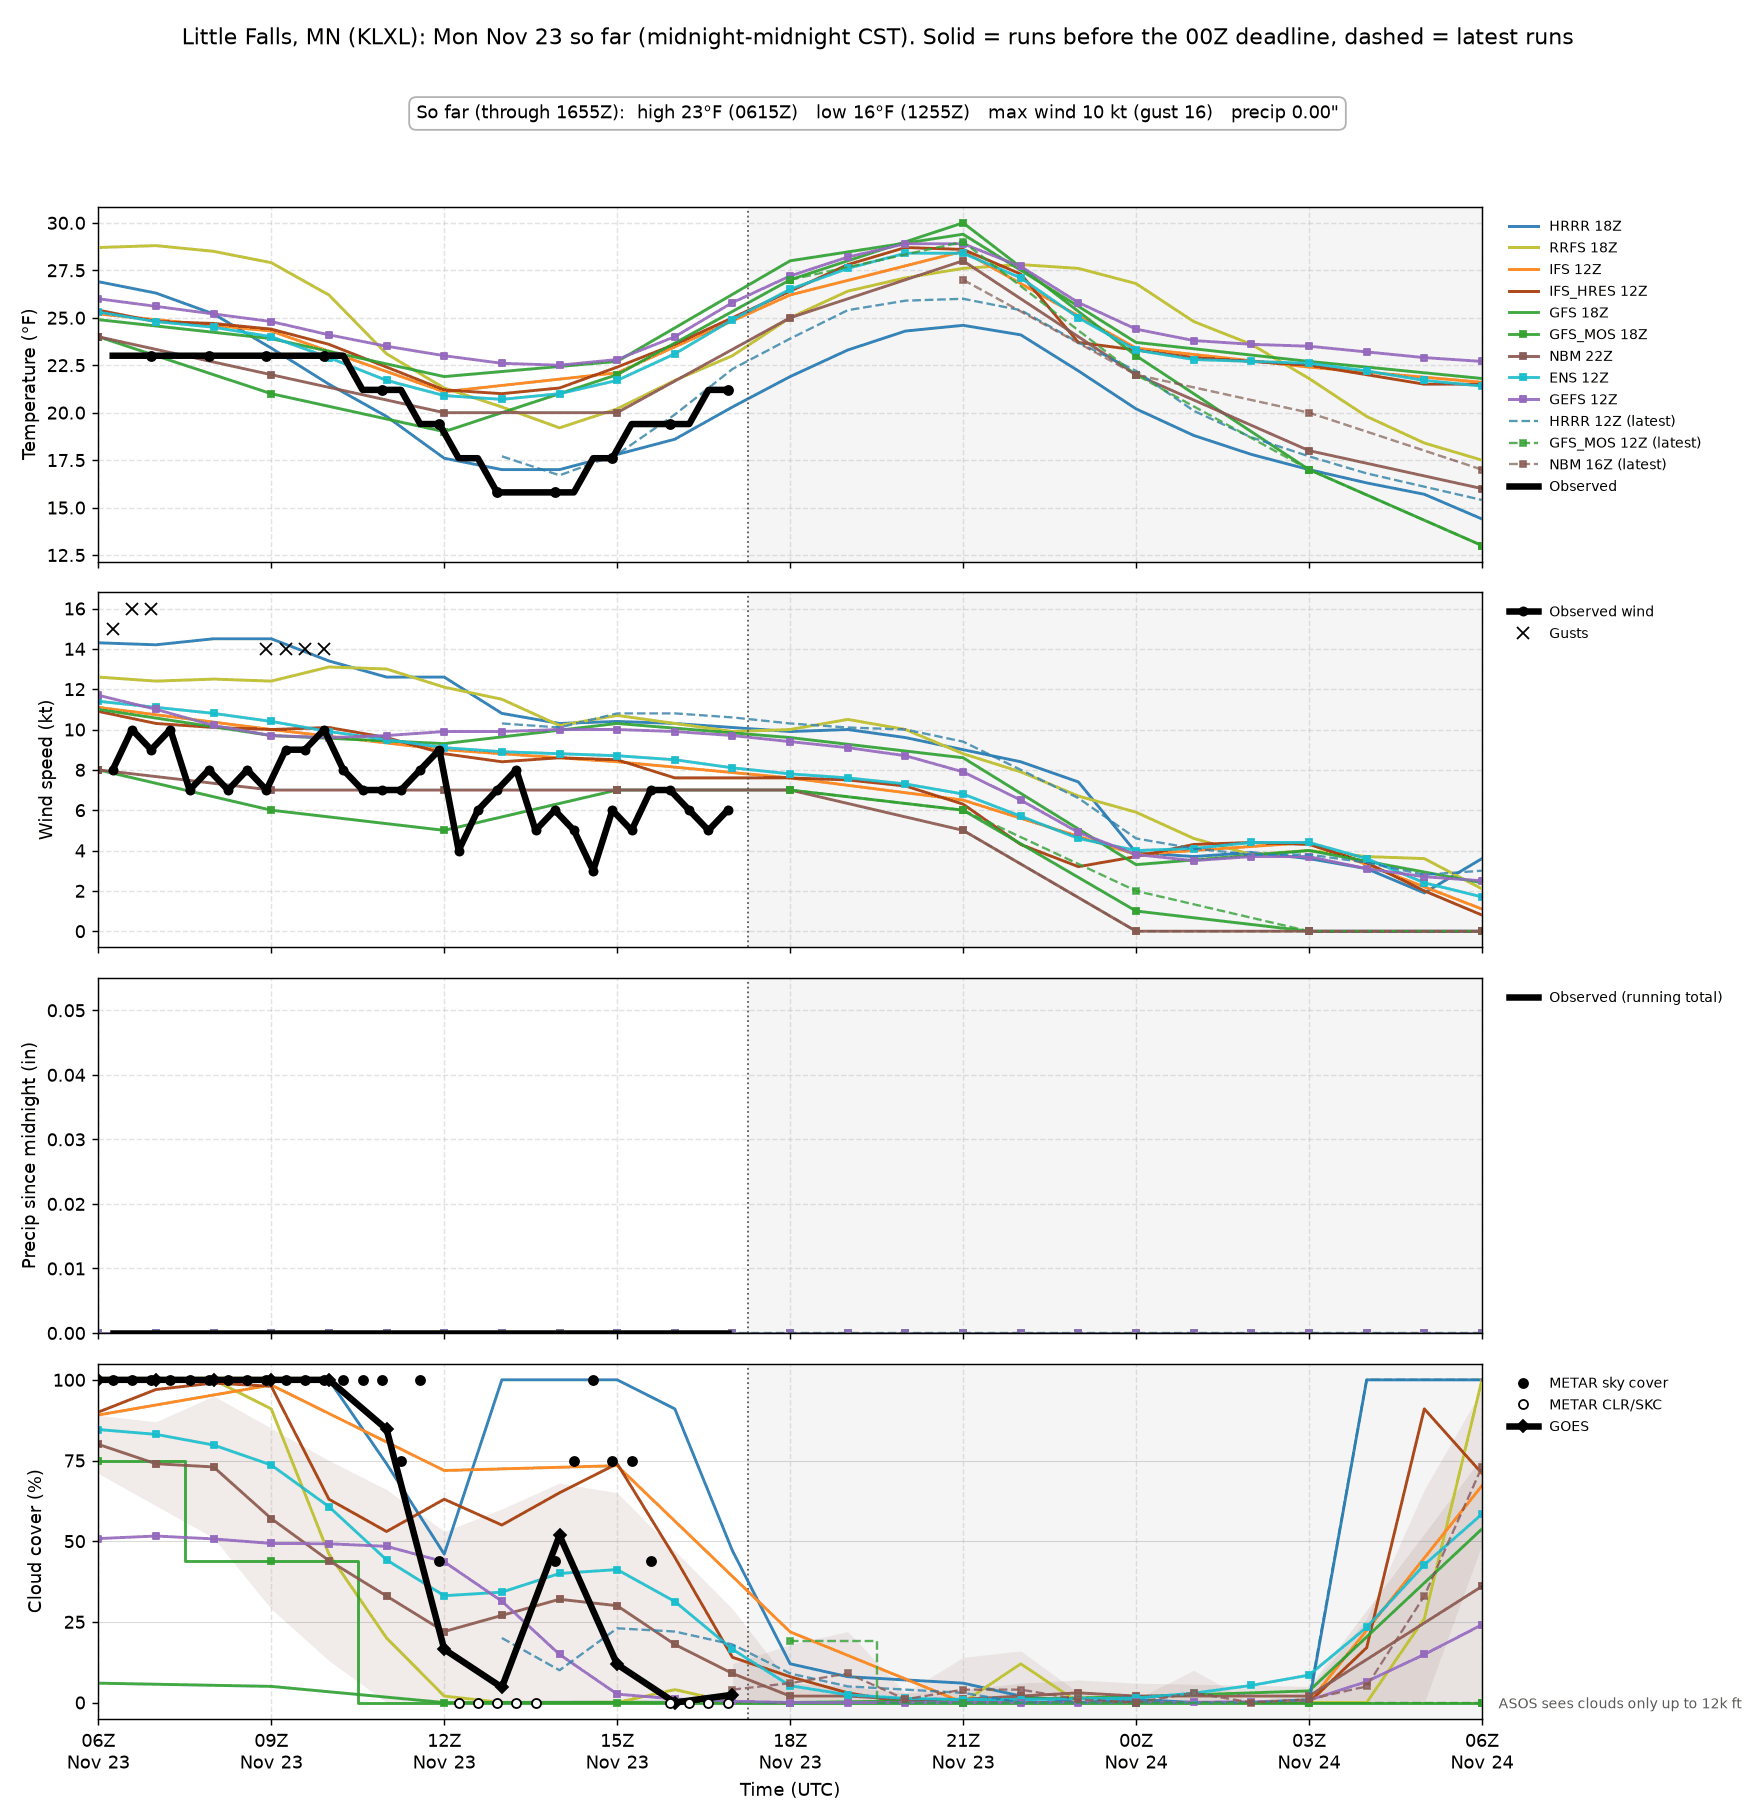 Little Falls, MN (KLXL): Mon Nov 23 so far (midnight-midnight CST). Solid = runs before the 00Z deadline, dashed = latest runs
So far (through 1655Z):  high 23°F (0615Z)   low 16°F (1255Z)   max wind 10 kt (gust 16)   precip 0.00"
Temperature (°F)
30.0
27.5
25.0
22.5
20.0
17.5
15.0
12.5
HRRR 18Z
RRFS 18Z
IFS 12Z
IFS_HRES 12Z
GFS 18Z
GFS_MOS 18Z
NBM 22Z
ENS 12Z
GEFS 12Z
HRRR 12Z (latest)
GFS_MOS 12Z (latest)
NBM 16Z (latest)
Observed
Wind speed (kt)
16
14
12
10
8
6
4
2
0
Observed wind
Gusts
Precip since midnight (in)
0.05
0.04
0.03
0.02
0.01
0.00
Observed (running total)
Cloud cover (%)
100
75
50
25
0
METAR sky cover
METAR CLR/SKC
GOES
ASOS sees clouds only up to 12k ft
06Z
Nov 23
09Z
Nov 23
12Z
Nov 23
15Z
Nov 23
18Z
Nov 23
21Z
Nov 23
00Z
Nov 24
03Z
Nov 24
06Z
Nov 24
Time (UTC)